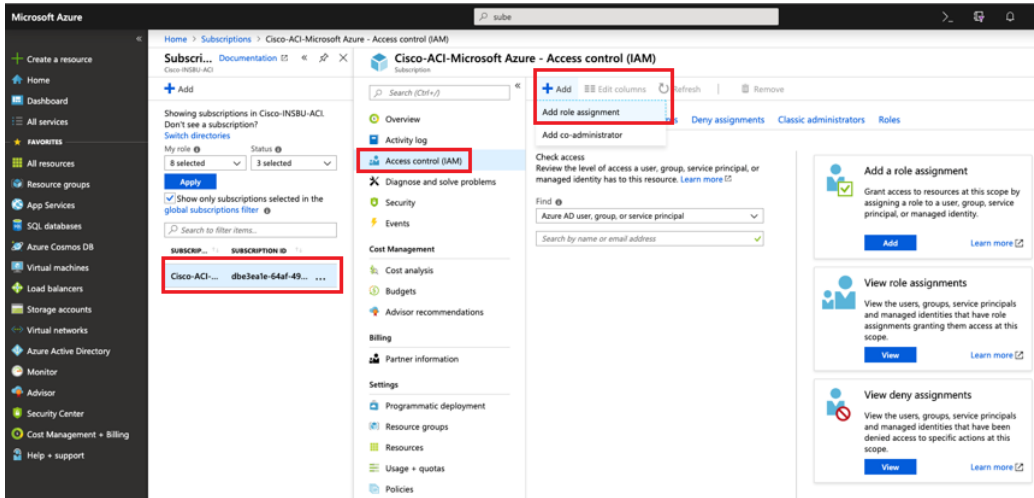 Microsoft Azure
sube
Home > Subscriptions > Cisco-ACI-Microsoft Azure - Access control (IAM)
«
Create a resource
Home
Dashboard
All services
FAVORITES
All resources
Resource groups
App Services
SQL databases
Azure Cosmos DB
Virtual machines
Load balancers
Storage accounts
Virtual networks
Azure Active Directory
Monitor
Advisor
Security Center
Cost Management + Billing
Help + support
Subscri... Documentation «
Cisco-INSBU-ACI
Add
Showing subscriptions in Cisco-INSBU-ACI.
Don't see a subscription?
Switch directories
My role Status
8 selected 3 selected
Apply
Show only subscriptions selected in the
global subscriptions filter
Search to filter items...
SUBSCRIP... SUBSCRIPTION ID
Cisco-ACI-... dbe3ea1e-64af-49... ...
Cisco-ACI-Microsoft Azure - Access control (IAM)
Subscription
Search (Ctrl+/) «
Overview
Activity log
Access control (IAM)
Diagnose and solve problems
Security
Events
Cost Management
Cost analysis
Budgets
Advisor recommendations
Billing
Partner information
Settings
Programmatic deployment
Resource groups
Resources
Usage + quotas
Policies
Add Edit columns Refresh | Remove
Add role assignment
Add co-administrator
Deny assignments Classic administrators Roles
Check access
Review the level of access a user, group, service principal, or
managed identity has to this resource. Learn more
Find
Azure AD user, group, or service principal
Search by name or email address
Add a role assignment
Grant access to resources at this scope by
assigning a role to a user, group, service
principal, or managed identity.
Add Learn more
View role assignments
View the users, groups, service principals
and managed identities that have role
assignments granting them access at this
scope.
View Learn more
View deny assignments
View the users, groups, service principals
and managed identities that have been
denied access to specific actions at this
scope.
View Learn more